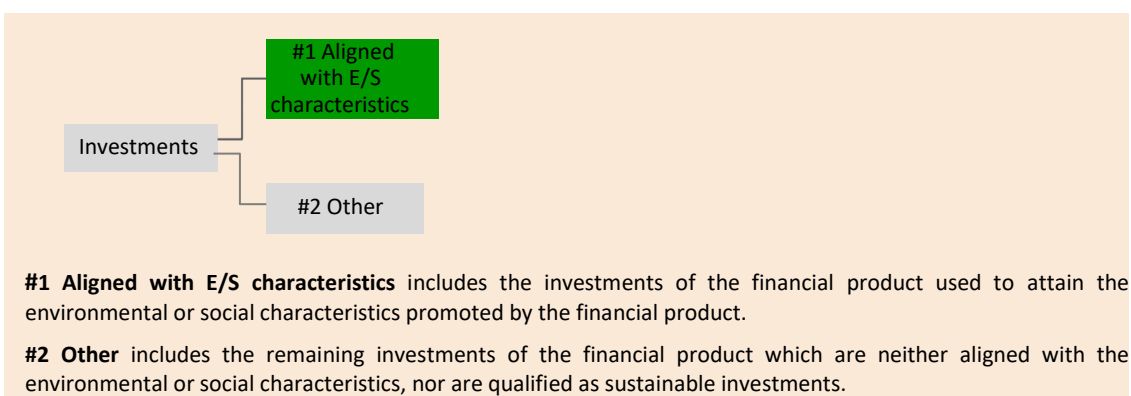 #1 Aligned
with E/S
characteristics
Investments
#2 Other
#1 Aligned with E/S characteristics includes the investments of the financial product used to attain the
environmental or social characteristics promoted by the financial product.
#2 Other includes the remaining investments of the financial product which are neither aligned with the
environmental or social characteristics, nor are qualified as sustainable investments.